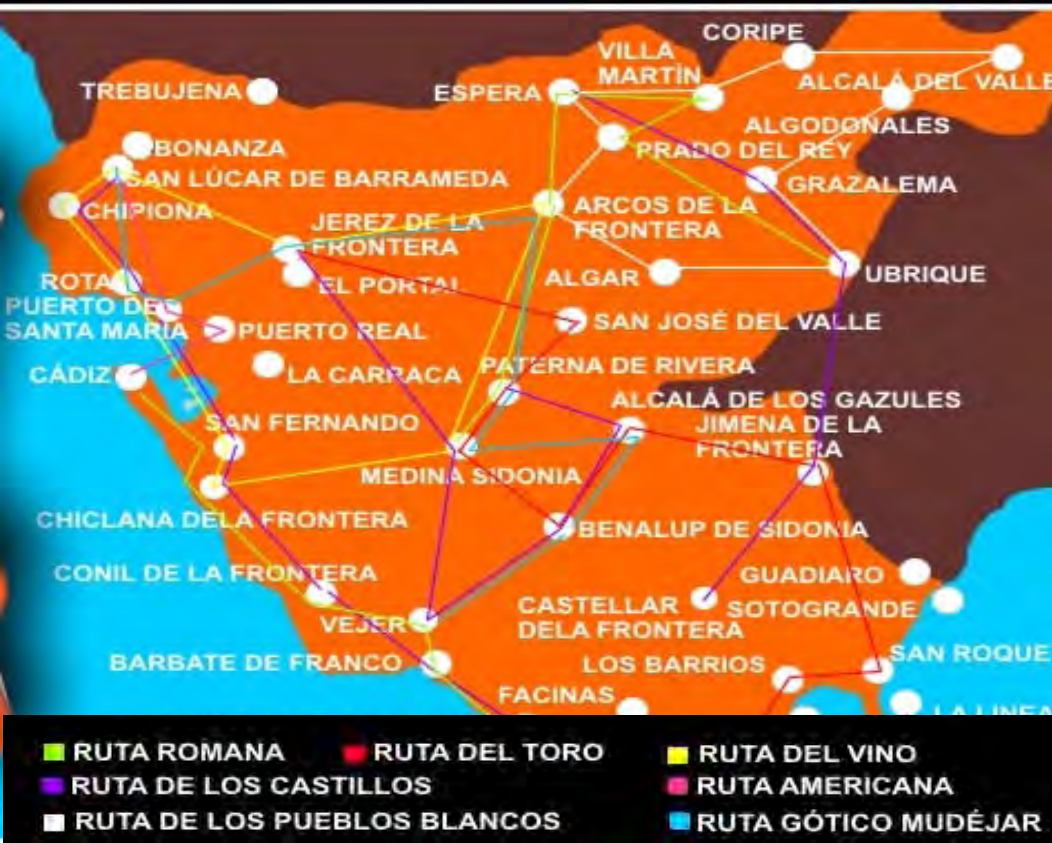 CORIPE
VILLA
MARTÍN
ALCALÁ DEL VALLE
TREBUJENA
ESPERA
ALGODONALES
BONANZA
PRADO DEL REY
SAN LÚCAR DE BARRAMEDA
GRAZALEMA
CHIPIONA
JEREZ DE LA
FRONTERA
ARCOS DE LA
FRONTERA
ROTA
EL PORTAL
ALGAR
UBRIQUE
PUERTO DE
SANTA MARÍA
PUERTO REAL
SAN JOSÉ DEL VALLE
CÁDIZ
LA CARRACA
PATERNA DE RIVERA
ALCALÁ DE LOS GAZULES
SAN FERNANDO
JIMENA DE LA
FRONTERA
MEDINA SIDONIA
CHICLANA DELA FRONTERA
BENALUP DE SIDONIA
CONIL DE LA FRONTERA
GUADIARO
VEJER
CASTELLAR
DELA FRONTERA
SOTOGRANDE
BARBATE DE FRANCO
LOS BARRIOS
SAN ROQUE
FACINAS
LA LINEA
RUTA ROMANA
RUTA DEL TORO
RUTA DEL VINO
RUTA DE LOS CASTILLOS
RUTA AMERICANA
RUTA DE LOS PUEBLOS BLANCOS
RUTA GÓTICO MUDÉJAR